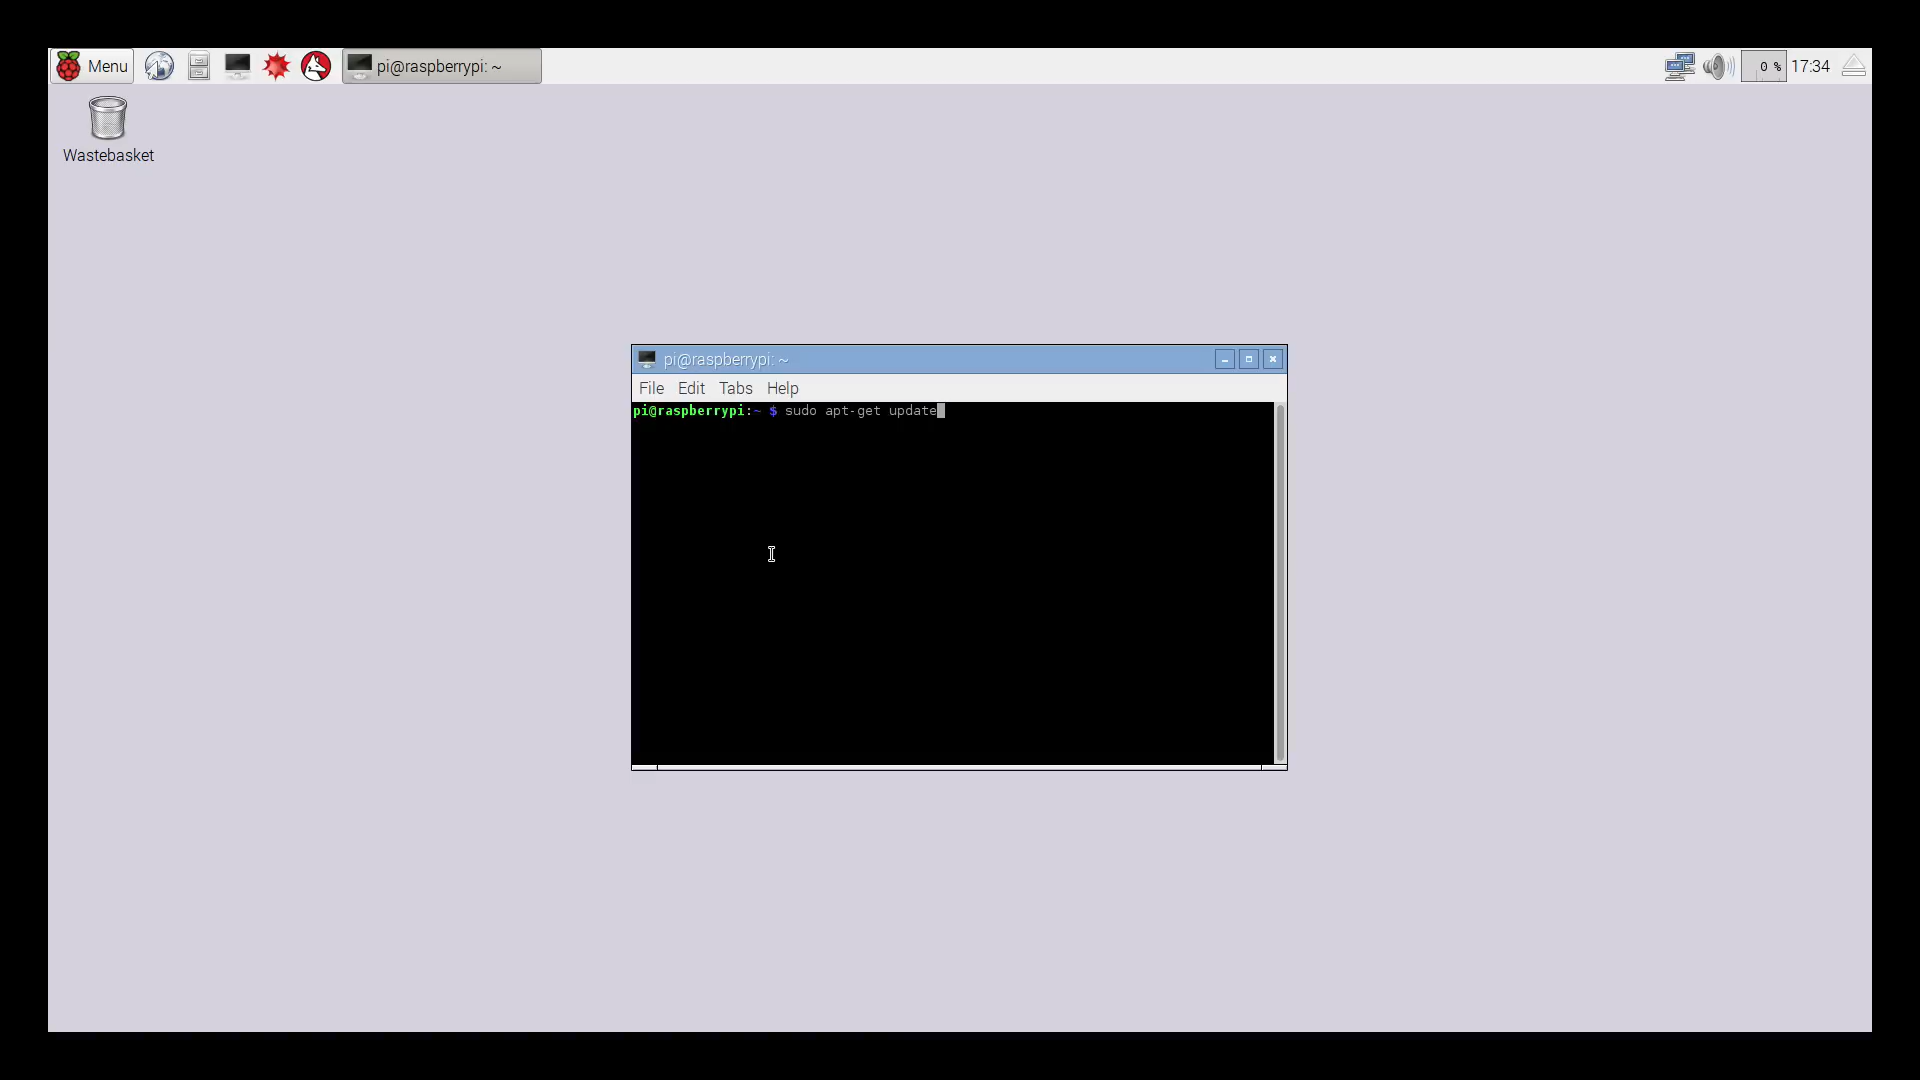 Menu
pi@raspberrypi: ~
0 %
17:34
Wastebasket
pi@raspberrypi: ~
File Edit Tabs Help
pi@raspberrypi:~ $ sudo apt-get update